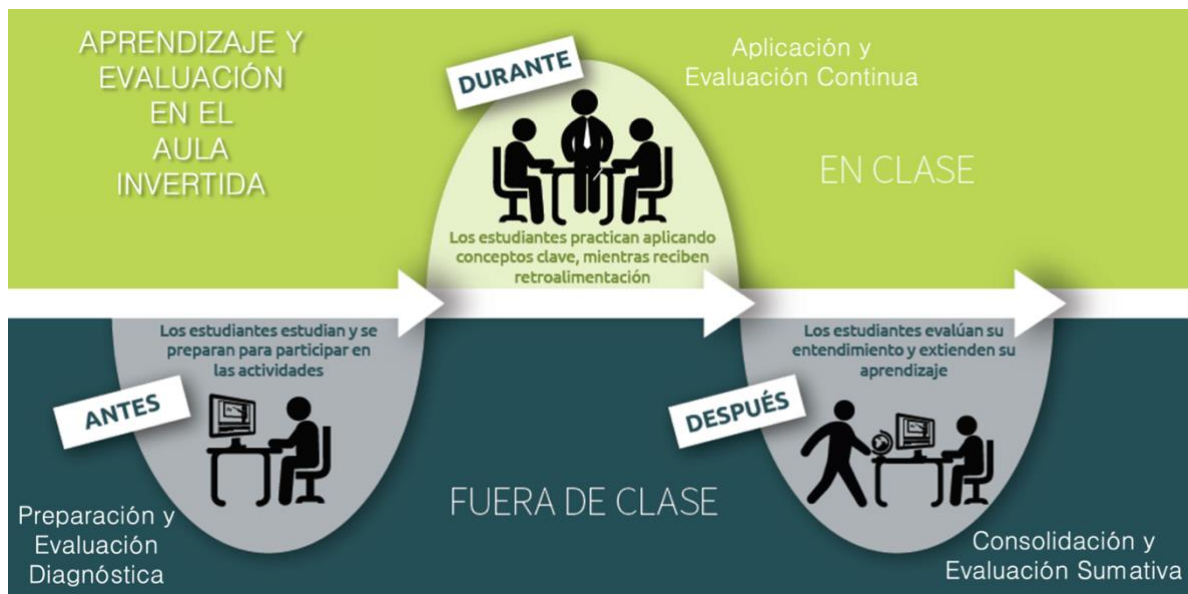 APRENDIZAJE Y
EVALUACIÓN
EN EL
AULA
INVERTIDA
DURANTE
Aplicación y
Evaluación Continua
EN CLASE
Los estudiantes practican aplicando
conceptos clave, mientras reciben
retroalimentación
Los estudiantes estudian y se
preparan para participar en
las actividades
ANTES
Preparación y
Evaluación
Diagnóstica
FUERA DE CLASE
Los estudiantes evalúan su
entendimiento y extienden su
aprendizaje
DESPUÉS
Consolidación y
Evaluación Sumativa